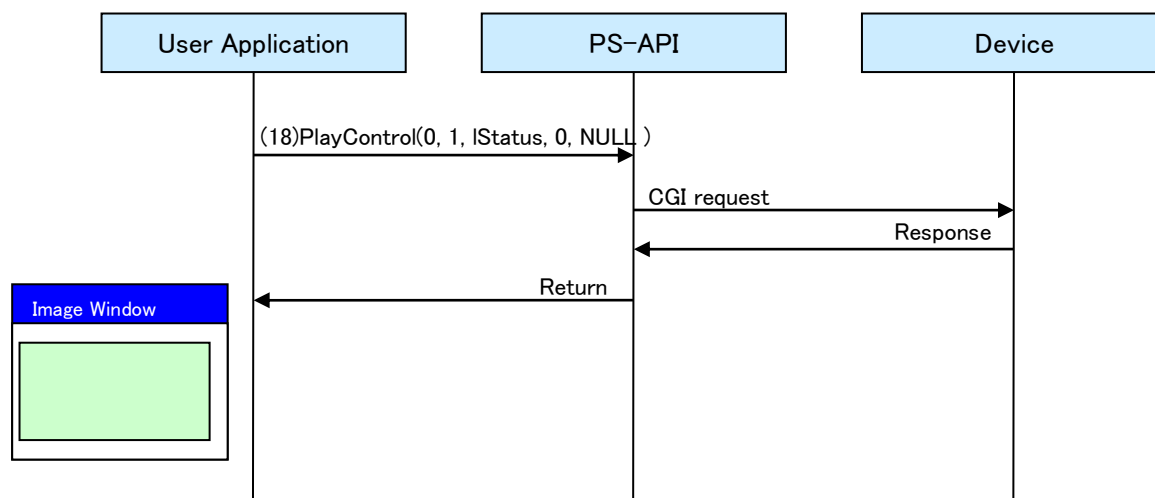 User Application
PS-API
Device
(18)PlayControl(0, 1, lStatus, 0, NULL )
CGI request
Response
Return
Image Window